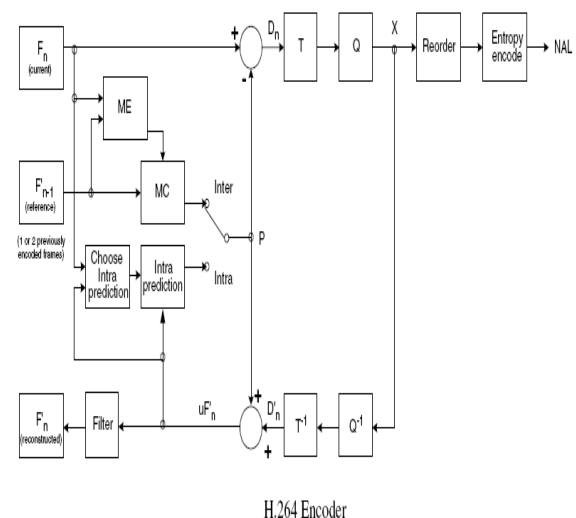 Fn
(current)
+
-
Dn
T
Q
X
Reorder
Entropy
encode
NAL
ME
F'n-1
(reference)
(1 or 2 previously
encoded frames)
MC
Inter
P
Choose
Intra
prediction
Intra
prediction
Intra
F'n
(reconstructed)
Filter
uF'n
+
D'n
+
T-1
Q-1
H.264 Encoder